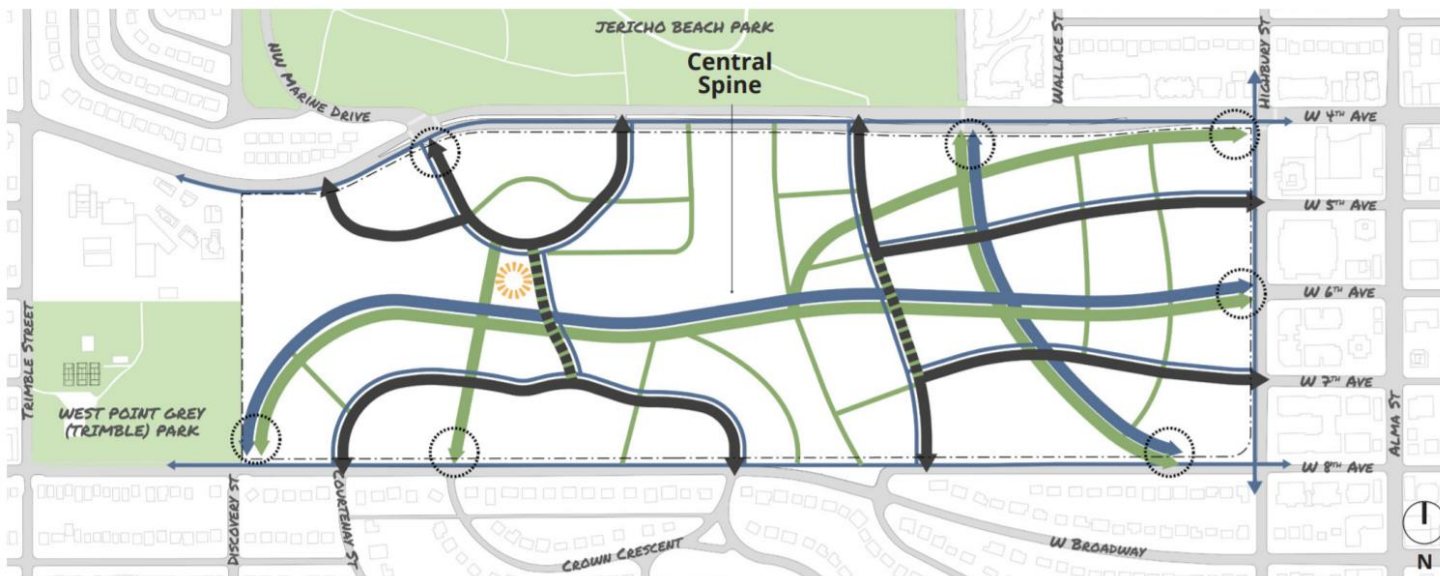 JERICHO BEACH PARK
Central
Spine
NW MARINE DRIVE
WALLACE ST
HIGHBURY ST
W 4TH AVE
W 5TH AVE
W 6TH AVE
W 7TH AVE
W 8TH AVE
ALMA ST
TRIMBLE STREET
WEST POINT GREY
(TRIMBLE) PARK
DISCOVERY ST
COURTENAY ST
CROWN CRESCENT
W BROADWAY
N